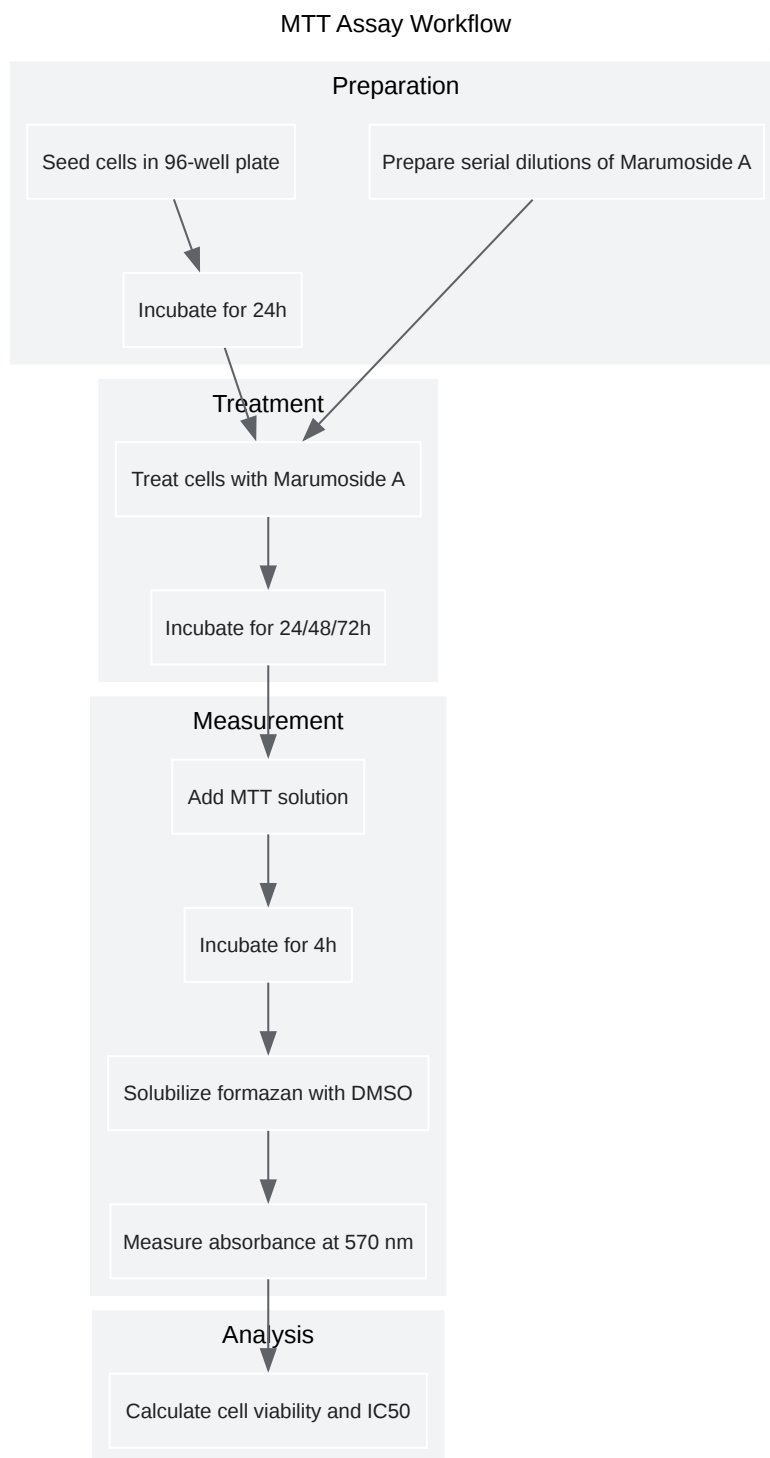 MTT Assay Workflow
Preparation
Seed cells in 96-well plate
Prepare serial dilutions of Marumoside A
Incubate for 24h
Treatment
Treat cells with Marumoside A
Incubate for 24/48/72h
Measurement
Add MTT solution
Incubate for 4h
Solubilize formazan with DMSO
Measure absorbance at 570 nm
Analysis
Calculate cell viability and IC50